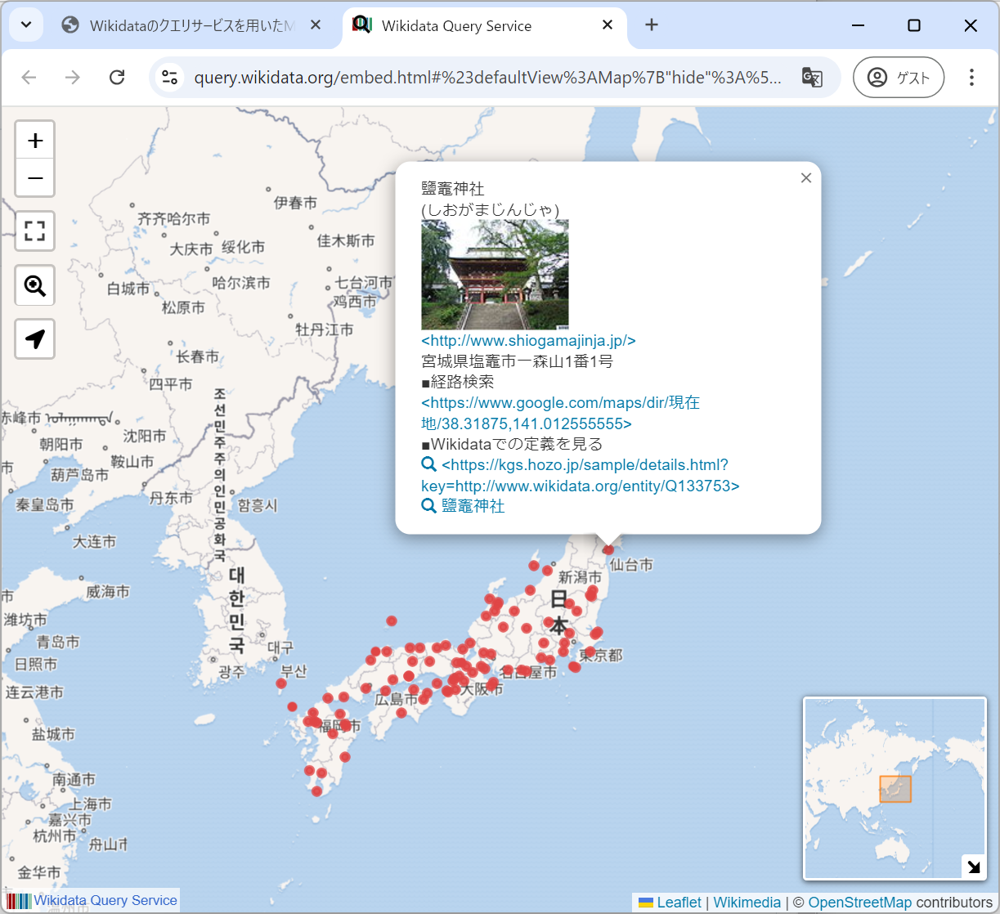 Wikidataのクエリサービスを用いたM
Wikidata Query Service
query.wikidata.org/embed.html#%23defaultView%3AMap%7B"hide"%3A%5...
ゲスト
鹽竈神社
(しおがまじんじゃ)
<http://www.shiogamajinja.jp/>
宮城県塩竈市一森山1番1号
■経路検索
<https://www.google.com/maps/dir/現在
地/38.31875,141.012555555>
■Wikidataでの定義を見る
<https://kgs.hozo.jp/sample/details.html?
key=http://www.wikidata.org/entity/Q133753>
鹽竈神社
伊春市
齐齐哈尔市
大庆市
绥化市
佳木斯市
哈尔滨市
七台河市
白城市
鸡西市
松原市
牡丹江市
长春市
四平市
조선민주주의인민공화국
赤峰市
沈阳市
朝阳市
鞍山市
市
葫芦岛市
丹东市
秦皇岛市
함흥시
大连市
仙台市
대한민국
新潟市
威海市
市
日本
潍坊市
青岛市
대구
東京都
日照市
광주
부산
名古屋市
连云港市
広島市
大阪市
福岡市
盐城市
南通市
上海市
嘉兴市
杭州市
舟山市
金华市
Wikidata Query Service
Leaflet | Wikimedia | © OpenStreetMap contributors